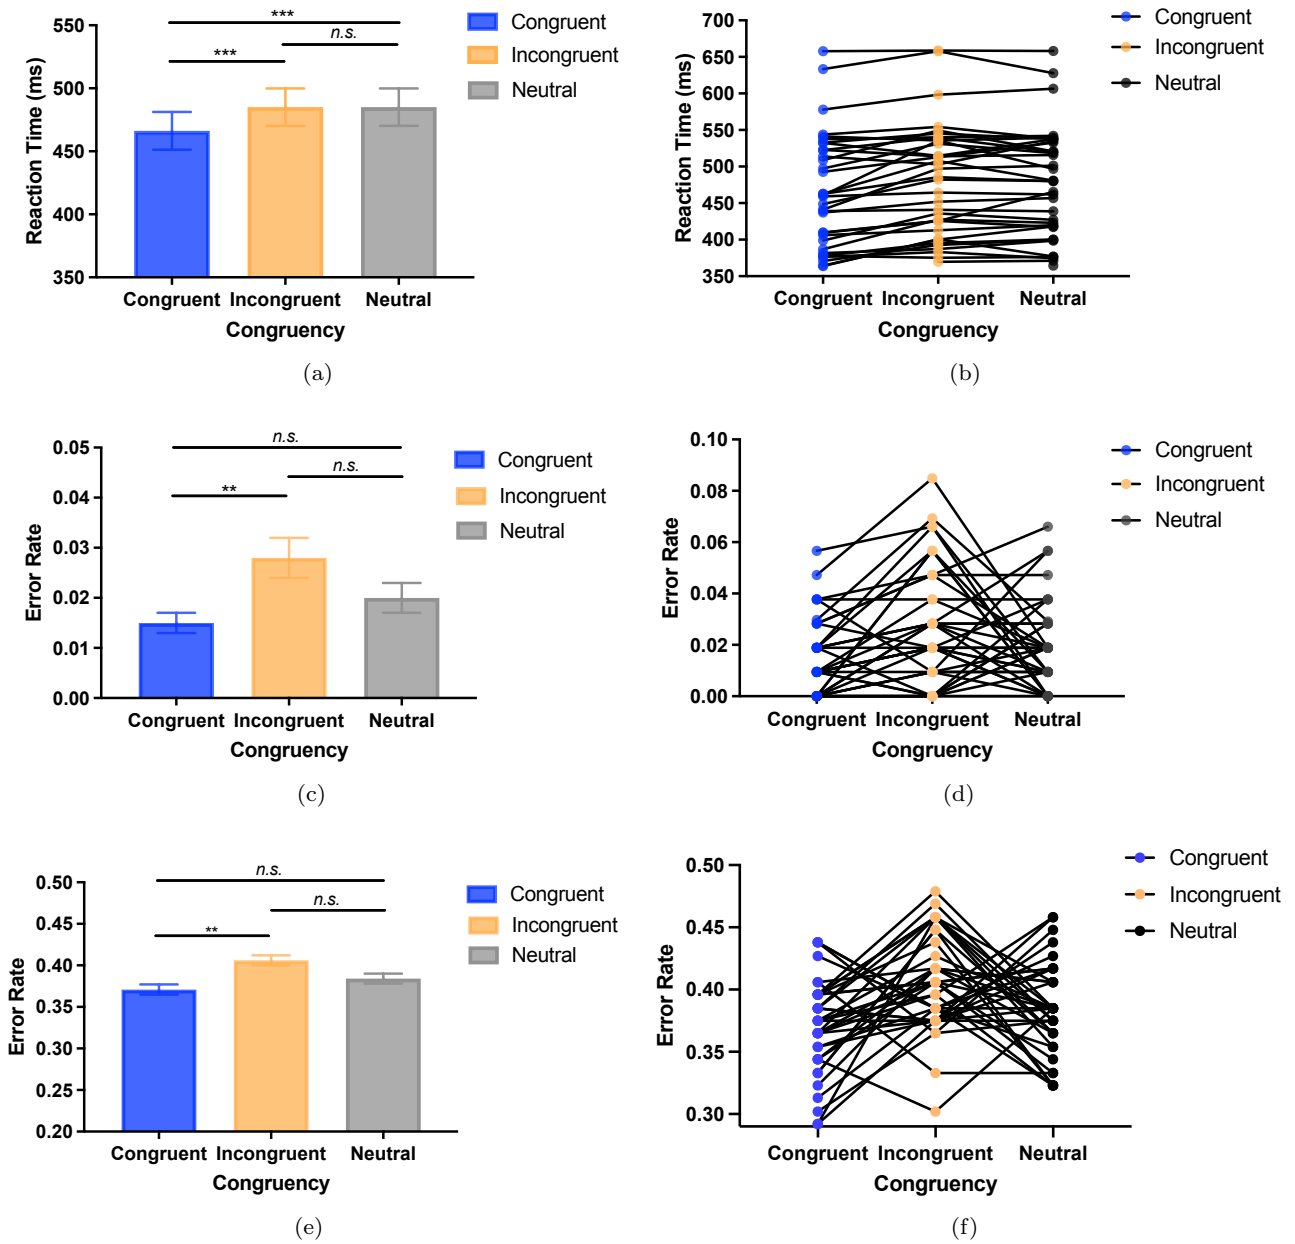 550
500
450
400
350
Reaction Time (ms)
***
***
n.s.
Congruent
Incongruent
Neutral
Congruent Incongruent Neutral
Congruency
(a)
700
650
600
550
500
450
400
350
Reaction Time (ms)
Congruent
Incongruent
Neutral
Congruent Incongruent Neutral
Congruency
(b)
0.05
0.04
0.03
0.02
0.01
0.00
Error Rate
n.s.
n.s.
**
Congruent
Incongruent
Neutral
Congruent Incongruent Neutral
Congruency
(c)
0.10
0.08
0.06
0.04
0.02
0.00
Error Rate
Congruent
Incongruent
Neutral
Congruent Incongruent Neutral
Congruency
(d)
0.50
0.45
0.40
0.35
0.30
0.25
0.20
Error Rate
n.s.
n.s.
**
Congruent
Incongruent
Neutral
Congruent Incongruent Neutral
Congruency
(e)
0.50
0.45
0.40
0.35
0.30
Error Rate
Congruent
Incongruent
Neutral
Congruent Incongruent Neutral
Congruency
(f)